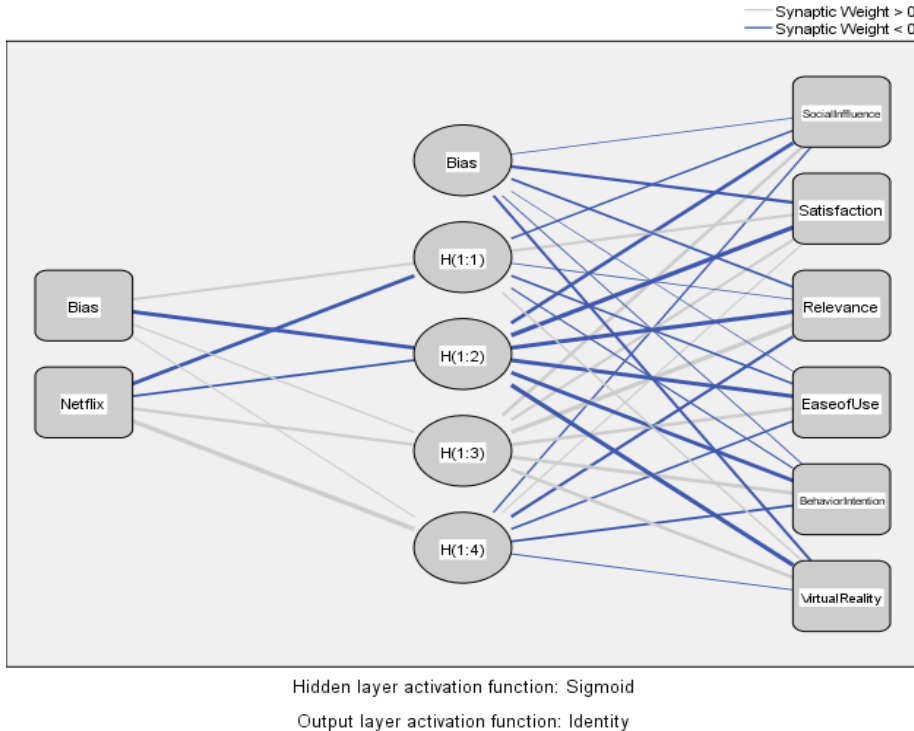 Synaptic Weight > 0
Synaptic Weight < 0
SocialInffluence
Bias
Satisfaction
H(1:1)
Bias
Relevance
H(1:2)
Netflix
EaseofUse
H(1:3)
BehaviorIntention
H(1:4)
VirtualReality
Hidden layer activation function: Sigmoid
Output layer activation function: Identity